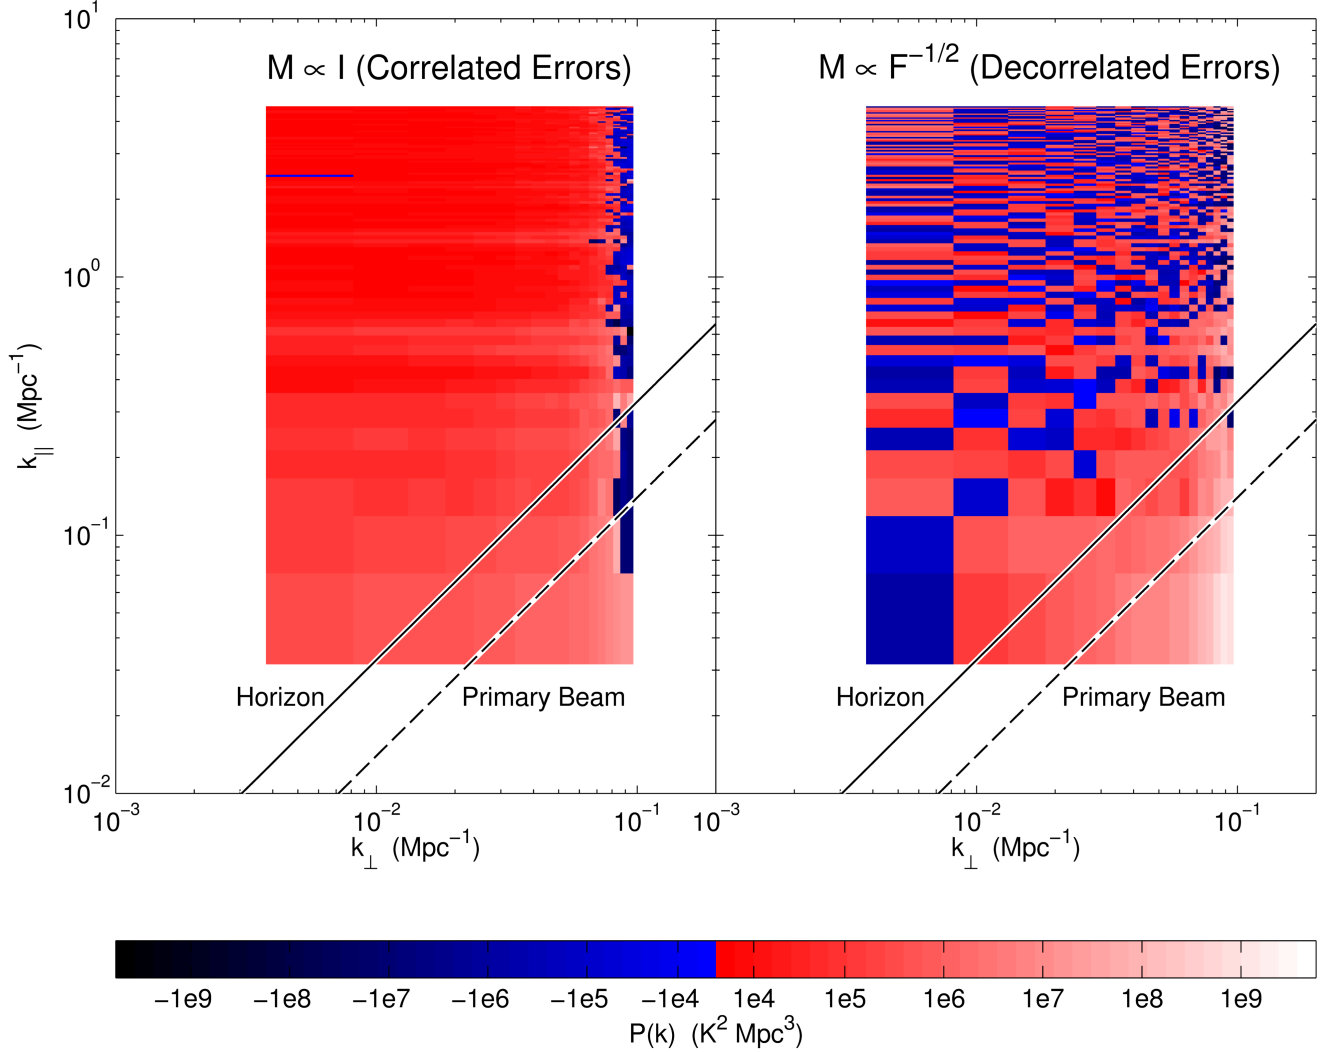 M ∝ I (Correlated Errors)
M ∝ F^−1/2 (Decorrelated Errors)
10^1
10^0
10^−1
10^−2
k_|| (Mpc^−1)
Horizon
Primary Beam
Horizon
Primary Beam
10^−3
10^−2
10^−1
10^−3
10^−2
10^−1
k_⊥ (Mpc^−1)
k_⊥ (Mpc^−1)
−1e9
−1e8
−1e7
−1e6
−1e5
−1e4
1e4
1e5
1e6
1e7
1e8
1e9
P(k) (K^2 Mpc^3)